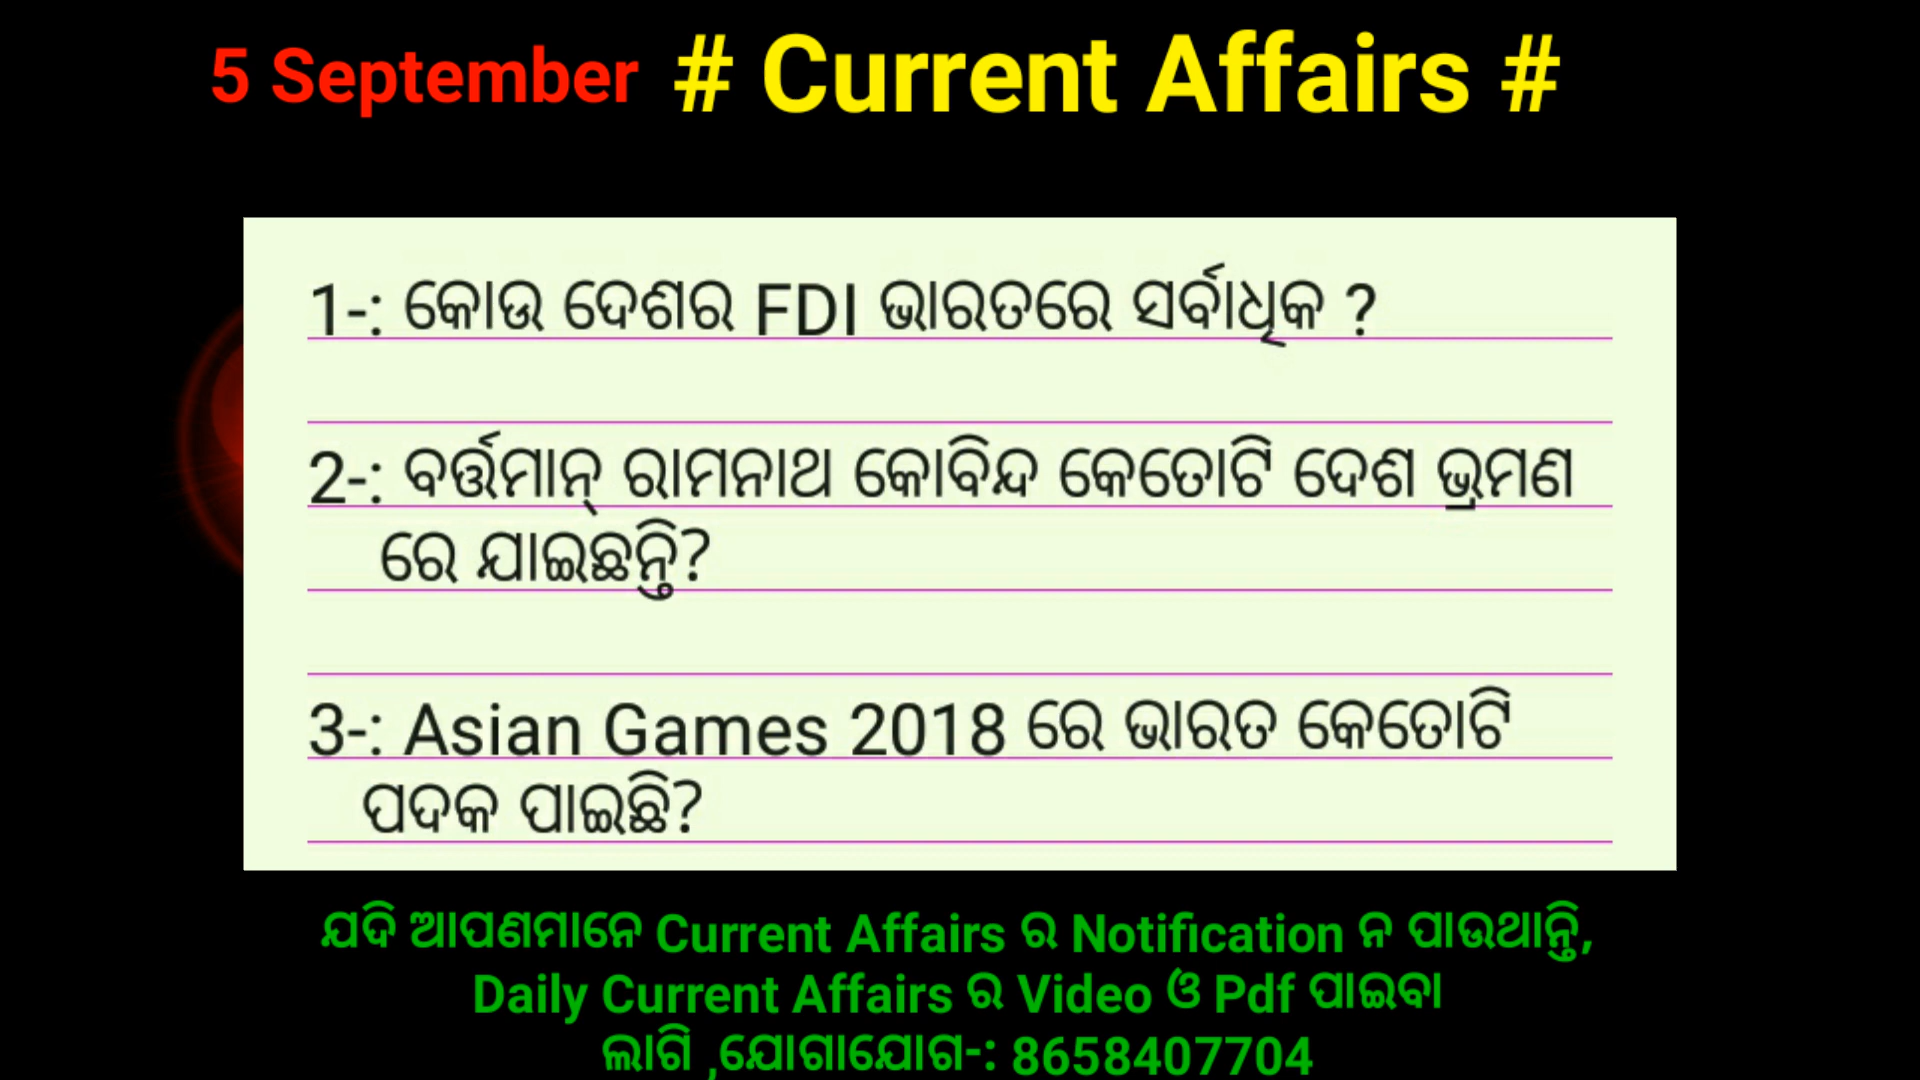 5 September # Current Affairs #
1-: କୋଉ ଦେଶର FDI ଭାରତରେ ସର୍ବାଧିକ ?
2-: ବର୍ତ୍ତମାନ୍ ରାମନାଥ କୋବିନ୍ଦ କେତୋଟି ଦେଶ ଭ୍ରମଣ
ରେ ଯାଇଛନ୍ତି?
3-: Asian Games 2018 ରେ ଭାରତ କେତୋଟି
ପଦକ ପାଇଛି?
ଯଦି ଆପଣମାନେ Current Affairs ର Notification ନ ପାଉଥାନ୍ତି,
Daily Current Affairs ର Video ଓ Pdf ପାଇବା
ଲାଗି ,ଯୋଗାଯୋଗ-: 8658407704